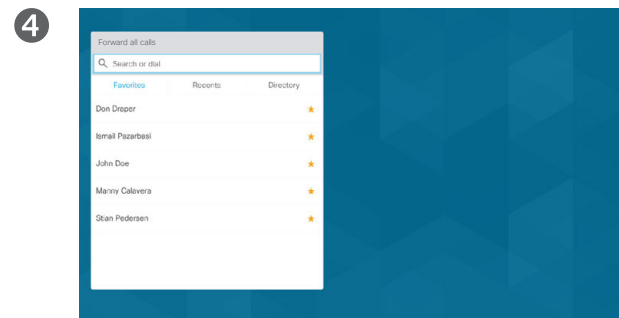 4
Forward all calls
Search or dial
Favorites Recents Directory
Don Draper
Ismail Pazarbasi
John Doe
Manny Calavera
Stian Pedersen